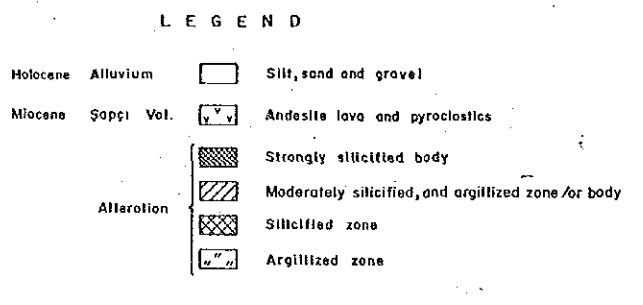 LEGEND
Holocene Alluvium Silt, sand and gravel
Miocene Şapçı Vol. Andesite lava and pyroclastics
Strongly silicified body
Moderately silicified, and argillized zone /or body
Alteration
Silicified zone
Argillized zone